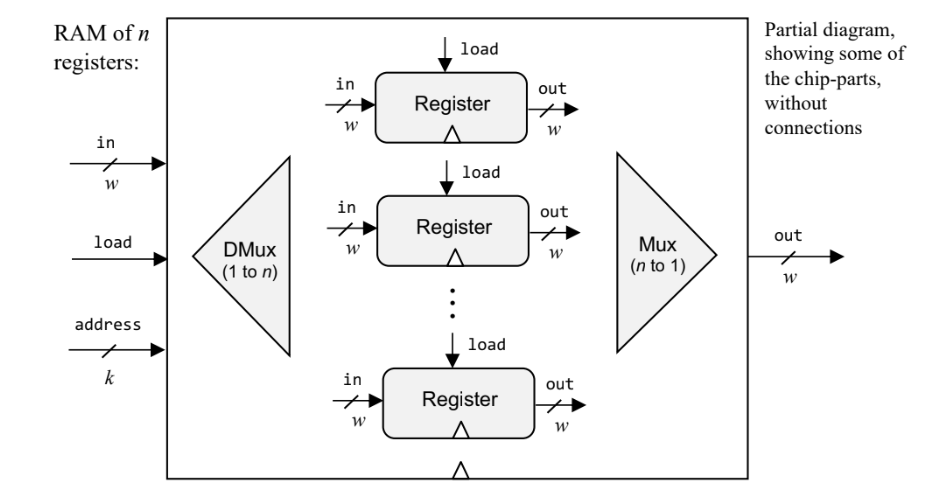 RAM of n
registers:
Partial diagram,
showing some of
the chip-parts,
without
connections
load
in
out
Register
w
w
in
w
load
in
out
Register
w
w
load
DMux
(1 to n)
Mux
(n to 1)
out
w
address
k
load
in
out
Register
w
w